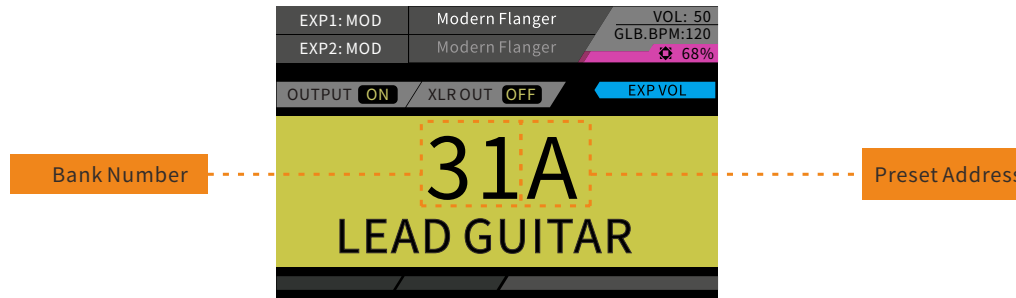 EXP1: MOD
Modern Flanger
VOL: 50
GLB.BPM:120
EXP2: MOD
Modern Flanger
68%
OUTPUT ON
XLR OUT OFF
EXP VOL
Bank Number
31A
Preset Address
LEAD GUITAR